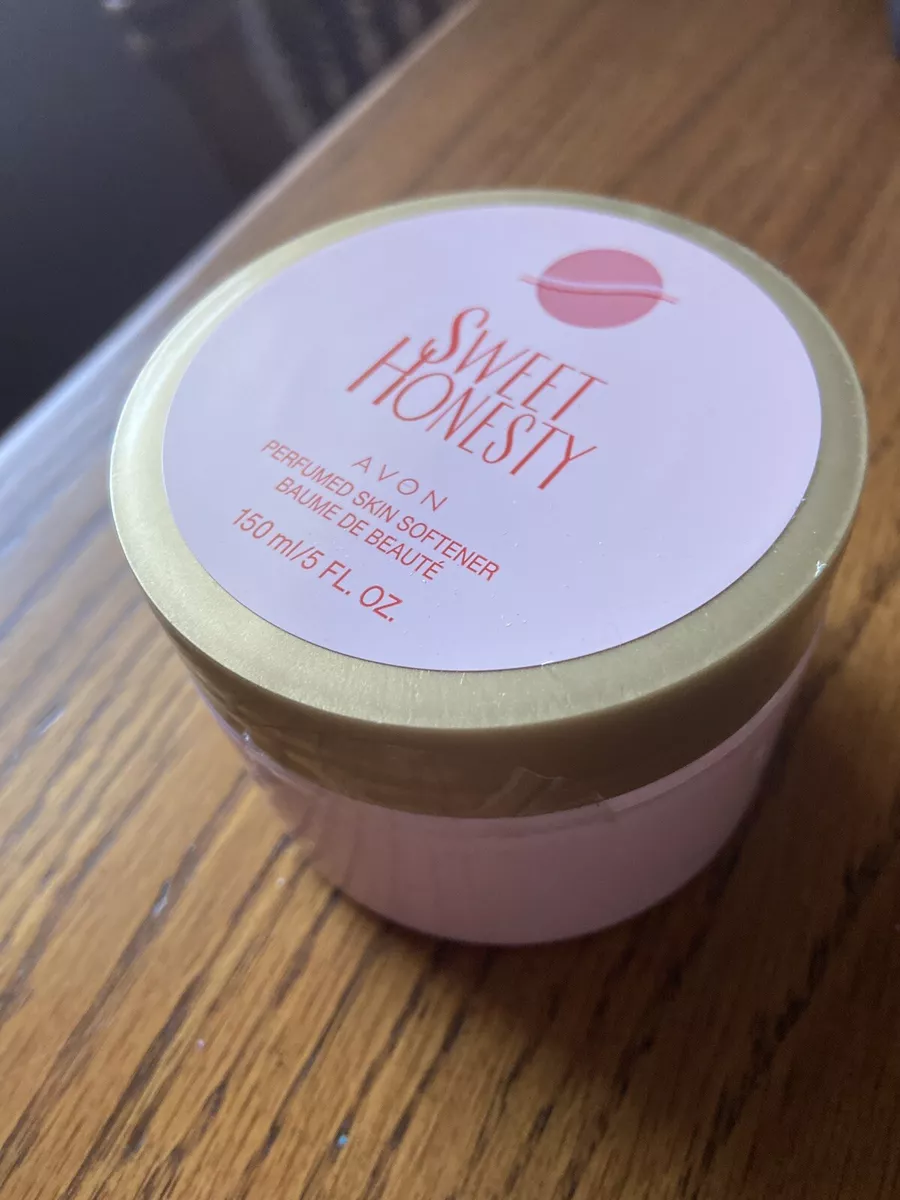 SWEET
HONESTY
AVON
PERFUMED SKIN SOFTENER
BAUME DE BEAUTÉ
150 ml/5 FL. OZ.